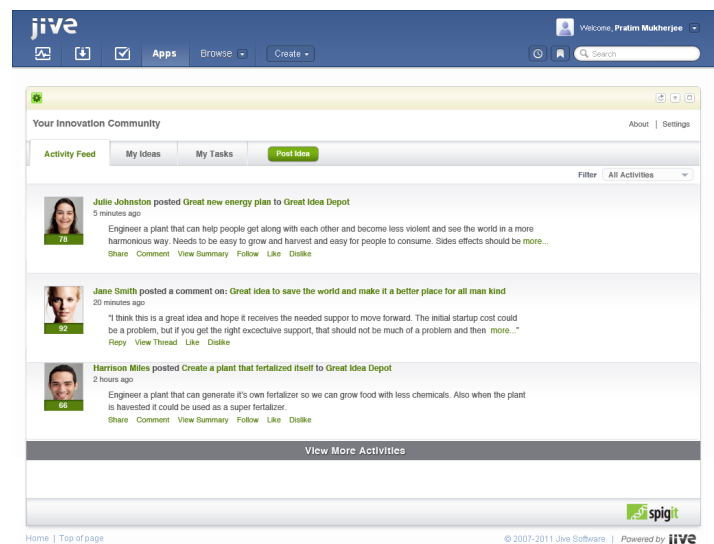 jive
Welcome, Pratim Mukherjee
Apps Browse Create
Search
Your Innovation Community
About | Settings
Activity Feed My Ideas My Tasks Post Idea
Filter All Activities
Julie Johnston posted Great new energy plan to Great Idea Depot
5 minutes ago
78
Engineer a plant that can help people get along with each other and become less violent and see the world in a more
harmonious way. Needs to be easy to grow and harvest and easy for people to consume. Sides effects should be more...
Share Comment View Summary Follow Like Dislike
Jane Smith posted a comment on: Great idea to save the world and make it a better place for all man kind
20 minutes ago
92
"I think this is a great idea and hope it receives the needed suppor to move forward. The initial startup cost could
be a problem, but if you get the right excectuive support, that should not be much of a problem and then more..."
Repy View Thread Like Dislike
Harrison Miles posted Create a plant that fertalized itself to Great Idea Depot
2 hours ago
66
Engineer a plant that can generate it's own fertalizer so we can grow food with less chemicals. Also when the plant
is havested it could be used as a super fertalizer.
Share Comment View Summary Follow Like Dislike
View More Activities
spigit
Home | Top of page
© 2007-2011 Jive Software | Powered by jive